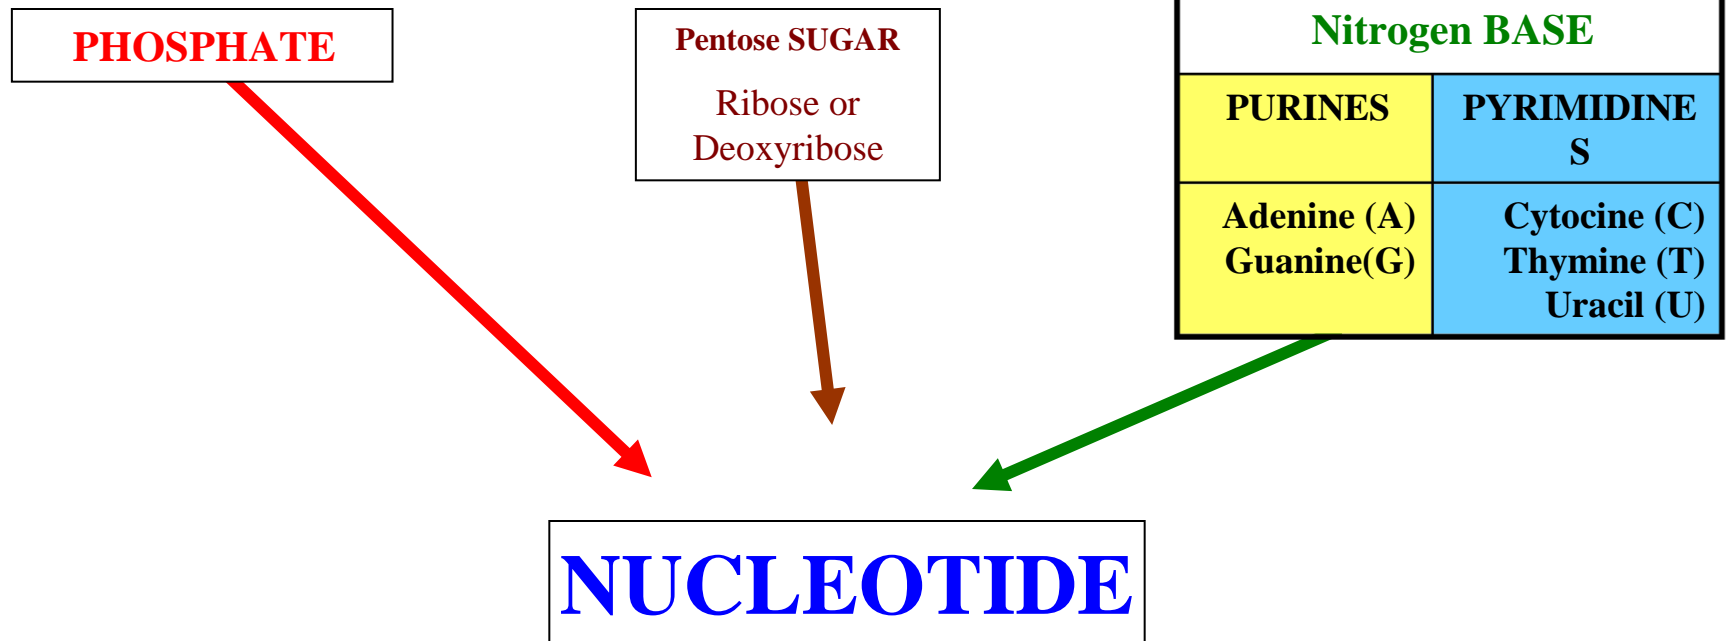 PHOSPHATE
Pentose SUGAR
Ribose or
Deoxyribose
Nitrogen BASE
PURINES
PYRIMIDINE
S
Adenine (A)
Guanine(G)
Cytocine (C)
Thymine (T)
Uracil (U)
NUCLEOTIDE